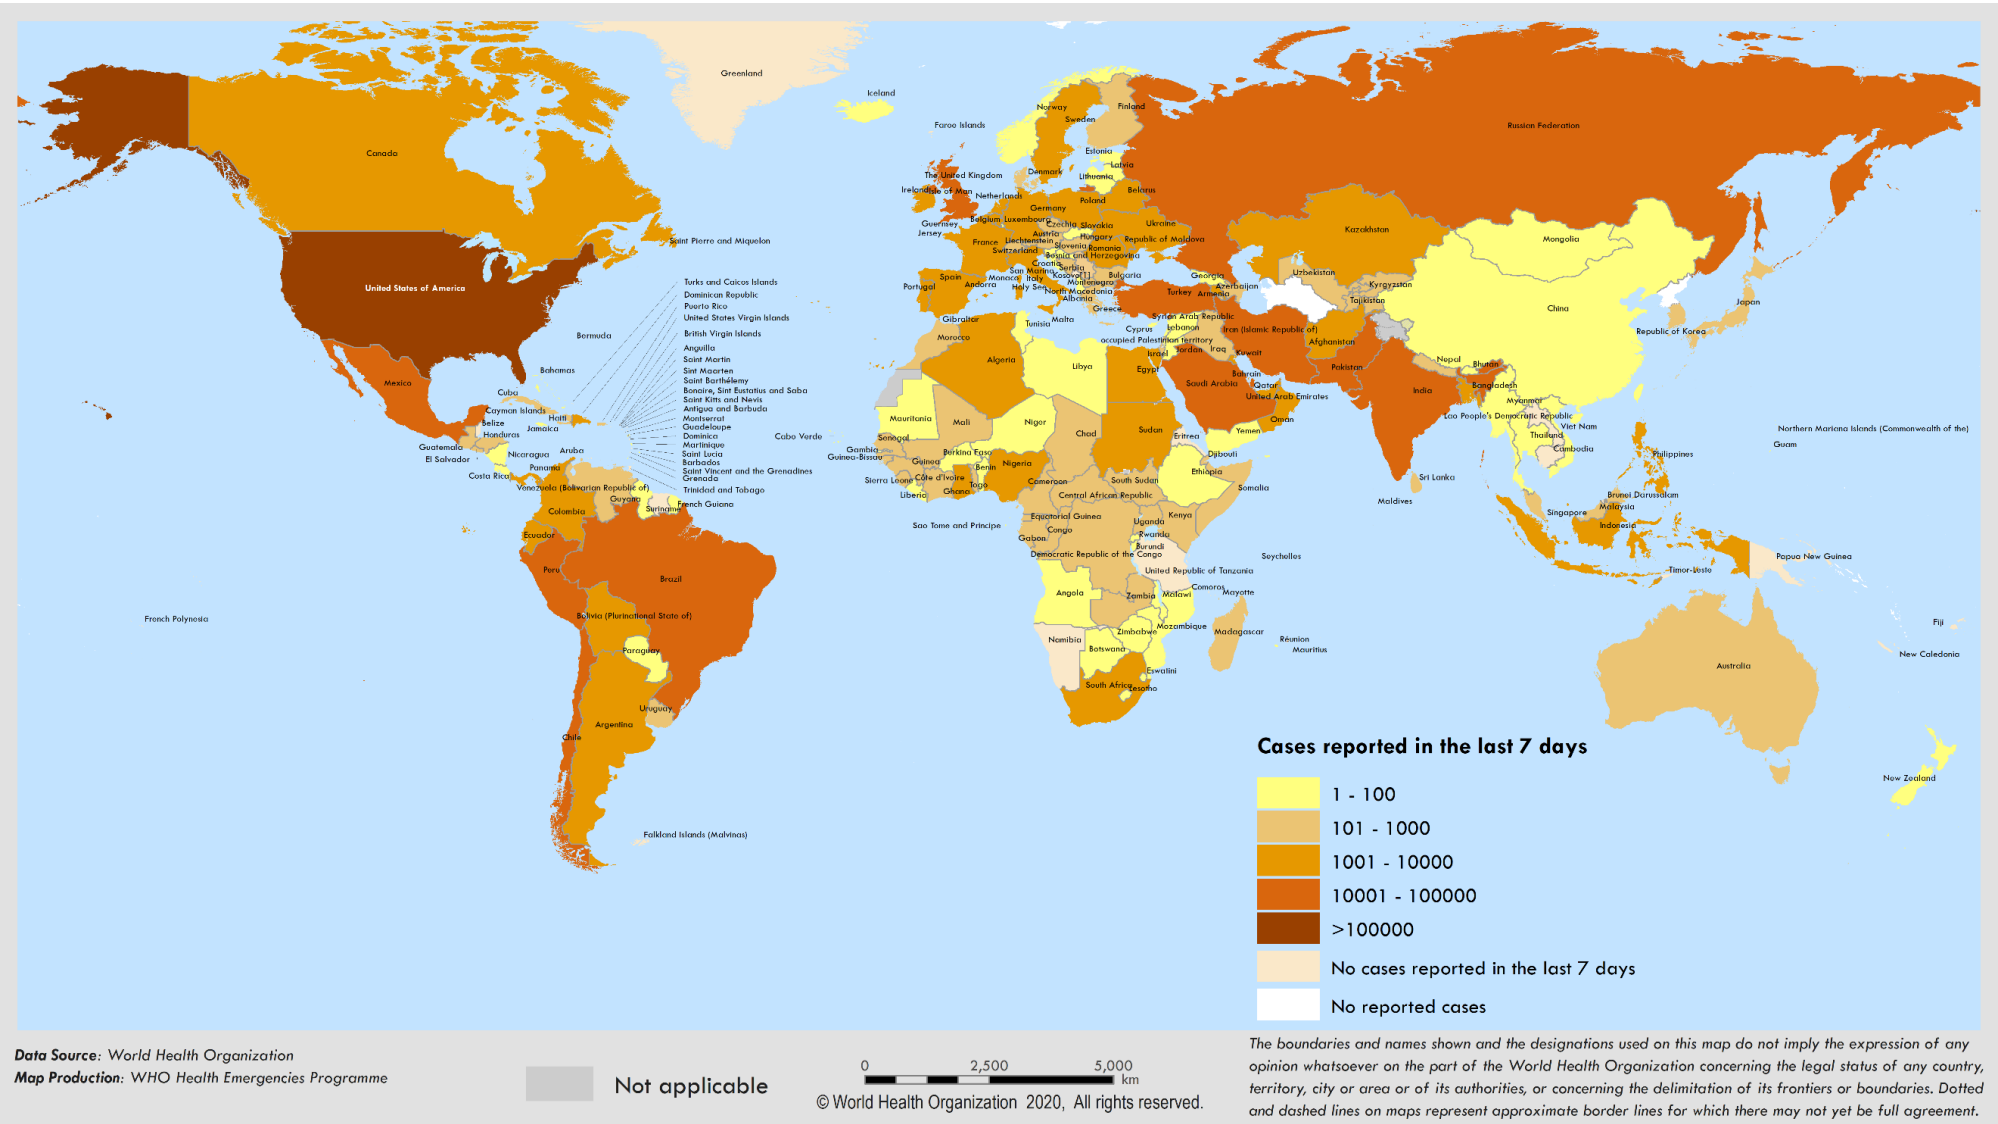 Greenland
Iceland
Faroe Islands
Norway
Sweden
Finland
Russian Federation
Canada
Estonia
Latvia
Lithuania
Denmark
The United Kingdom
Ireland
Isle of Man
Netherlands
Belarus
Poland
Germany
Guernsey
Jersey
Belgium
Luxembourg
Czechia
Slovakia
Ukraine
Austria
Hungary
Republic of Moldova
France
Liechtenstein
Slovenia
Romania
Switzerland
Bosnia and Herzegovina
Croatia
Serbia
San Marino
Monaco
Italy
Kosovo[1]
Bulgaria
Montenegro
Spain
Andorra
Portugal
Holy See
North Macedonia
Albania
Greece
Georgia
Azerbaijan
Armenia
Turkey
Kazakhstan
Mongolia
Uzbekistan
Kyrgyzstan
Tajikistan
China
Japan
Republic of Korea
Saint Pierre and Miquelon
United States of America
Bermuda
Turks and Caicos Islands
Dominican Republic
Puerto Rico
United States Virgin Islands
British Virgin Islands
Anguilla
Saint Martin
Sint Maarten
Saint Barthélemy
Bonaire, Sint Eustatius and Saba
Saint Kitts and Nevis
Antigua and Barbuda
Montserrat
Guadeloupe
Dominica
Martinique
Saint Lucia
Barbados
Saint Vincent and the Grenadines
Grenada
Trinidad and Tobago
Mexico
Bahamas
Cuba
Cayman Islands
Haiti
Belize
Jamaica
Honduras
Guatemala
El Salvador
Nicaragua
Aruba
Panama
Costa Rica
Venezuela (Bolivarian Republic of)
Guyana
Suriname
French Guiana
Colombia
Ecuador
Peru
Brazil
Bolivia (Plurinational State of)
Paraguay
Uruguay
Argentina
Chile
Falkland Islands (Malvinas)
French Polynesia
Gibraltar
Malta
Tunisia
Morocco
Algeria
Libya
Egypt
Cyprus
Syrian Arab Republic
Lebanon
occupied Palestinian territory
Israel
Jordan
Iraq
Iran (Islamic Republic of)
Kuwait
Afghanistan
Pakistan
Bahrain
Qatar
Saudi Arabia
United Arab Emirates
Oman
Yemen
Nepal
Bhutan
India
Bangladesh
Myanmar
Lao People's Democratic Republic
Viet Nam
Thailand
Cambodia
Philippines
Northern Mariana Islands (Commonwealth of the)
Guam
Sri Lanka
Maldives
Brunei Darussalam
Malaysia
Singapore
Indonesia
Timor-Leste
Papua New Guinea
Cabo Verde
Mauritania
Mali
Niger
Chad
Sudan
Eritrea
Djibouti
Senegal
Gambia
Guinea-Bissau
Guinea
Burkina Faso
Benin
Nigeria
Sierra Leone
Côte d'Ivoire
Liberia
Ghana
Togo
Cameroon
Central African Republic
South Sudan
Ethiopia
Somalia
Sao Tome and Principe
Equatorial Guinea
Gabon
Congo
Uganda
Kenya
Rwanda
Burundi
Democratic Republic of the Congo
United Republic of Tanzania
Seychelles
Angola
Zambia
Malawi
Comoros
Mayotte
Mozambique
Zimbabwe
Madagascar
Réunion
Mauritius
Namibia
Botswana
Eswatini
South Africa
Lesotho
Australia
Fiji
New Caledonia
New Zealand
Cases reported in the last 7 days
1 - 100
101 - 1000
1001 - 10000
10001 - 100000
>100000
No cases reported in the last 7 days
No reported cases
Data Source: World Health Organization
Map Production: WHO Health Emergencies Programme
Not applicable
0 2,500 5,000
km
© World Health Organization 2020, All rights reserved.
The boundaries and names shown and the designations used on this map do not imply the expression of any
opinion whatsoever on the part of the World Health Organization concerning the legal status of any country,
territory, city or area or of its authorities, or concerning the delimitation of its frontiers or boundaries. Dotted
and dashed lines on maps represent approximate border lines for which there may not yet be full agreement.